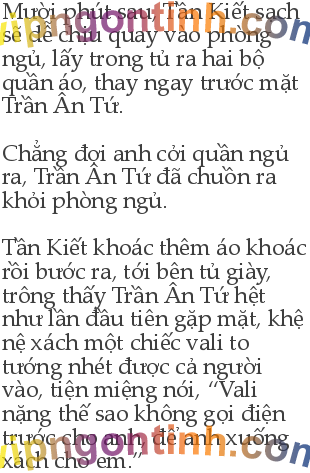 Mười phút sau, Tần Kiết sạch
sẽ dễ chịu quay vào phòng
ngủ, lấy trong tủ ra hai bộ
quần áo, thay ngay trước mặt
Trần Ân Tứ.
Chẳng đợi anh cởi quần ngủ
ra, Trần Ân Tứ đã chuồn ra
khỏi phòng ngủ.
Tần Kiết khoác thêm áo khoác
rồi bước ra, tới bên tủ giày,
trông thấy Trần Ân Tứ hệt
như lần đầu tiên gặp mặt, khệ
nệ xách một chiếc vali to
tướng nhét được cả người
vào, tiện miệng nói, “Vali
nặng thế sao không gọi điện
trước cho anh, để anh xuống
xách cho em.”